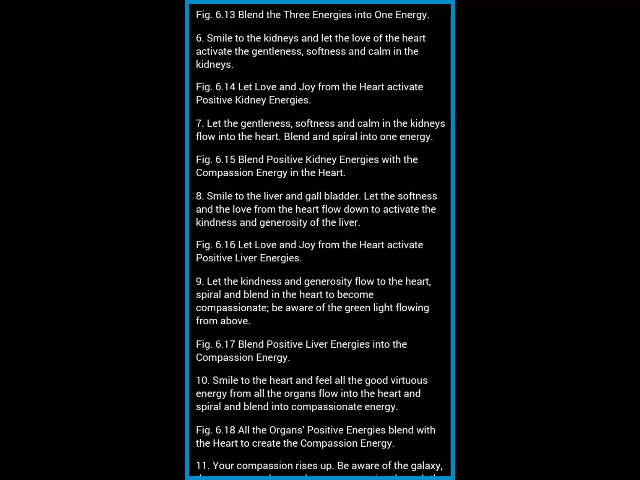 Fig. 6.13 Blend the Three Energies into One Energy.
6. Smile to the kidneys and let the love of the heart
activate the gentleness, softness and calm in the
kidneys.
Fig. 6.14 Let Love and Joy from the Heart activate
Positive Kidney Energies.
7. Let the gentleness, softness and calm in the kidneys
flow into the heart. Blend and spiral into one energy.
Fig. 6.15 Blend Positive Kidney Energies with the
Compassion Energy in the Heart.
8. Smile to the liver and gall bladder. Let the softness
and the love from the heart flow down to activate the
kindness and generosity of the liver.
Fig. 6.16 Let Love and Joy from the Heart activate
Positive Liver Energies.
9. Let the kindness and generosity flow to the heart,
spiral and blend in the heart to become
compassionate; be aware of the green light flowing
from above.
Fig. 6.17 Blend Positive Liver Energies into the
Compassion Energy.
10. Smile to the heart and feel all the good virtuous
energy from all the organs flow into the heart and
spiral and blend into compassionate energy.
Fig. 6.18 All the Organs' Positive Energies blend with
the Heart to create the Compassion Energy.
11. Your compassion rises up. Be aware of the galaxy,